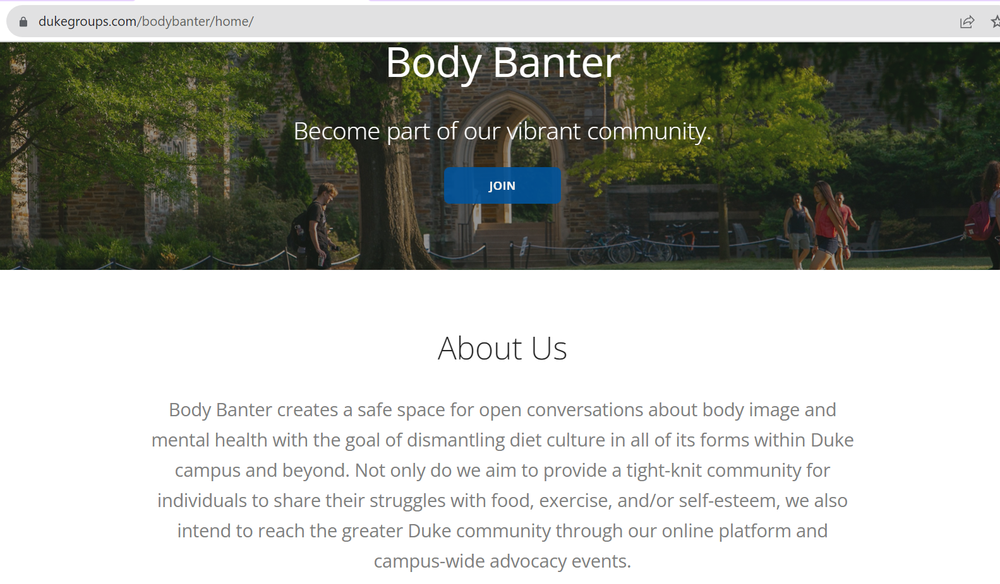 dukegroups.com/bodybanter/home/
Body Banter
Become part of our vibrant community.
JOIN
About Us
Body Banter creates a safe space for open conversations about body image and
mental health with the goal of dismantling diet culture in all of its forms within Duke
campus and beyond. Not only do we aim to provide a tight-knit community for
individuals to share their struggles with food, exercise, and/or self-esteem, we also
intend to reach the greater Duke community through our online platform and
campus-wide advocacy events.